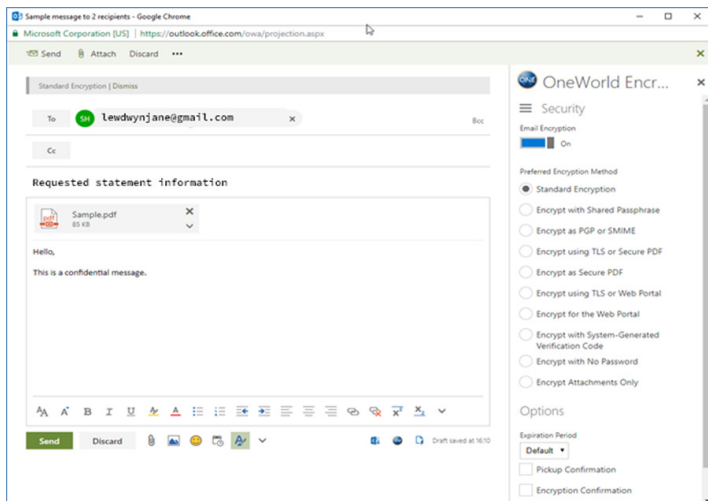 Sample message to 2 recipients - Google Chrome
Microsoft Corporation [US] | https://outlook.office.com/owa/projection.aspx
Send Attach Discard •••
Standard Encryption | Dismiss
To SH lewdwynjane@gmail.com × Bcc
Cc
Requested statement information
pdf Sample.pdf
85 KB
Hello,
This is a confidential message.
Send Discard Draft saved at 16:10
ONE OneWorld Encr...
Security
Email Encryption
On
Preferred Encryption Method
Standard Encryption
Encrypt with Shared Passphrase
Encrypt as PGP or SMIME
Encrypt using TLS or Secure PDF
Encrypt as Secure PDF
Encrypt using TLS or Web Portal
Encrypt for the Web Portal
Encrypt with System-Generated
Verification Code
Encrypt with No Password
Encrypt Attachments Only
Options
Expiration Period
Default
Pickup Confirmation
Encryption Confirmation